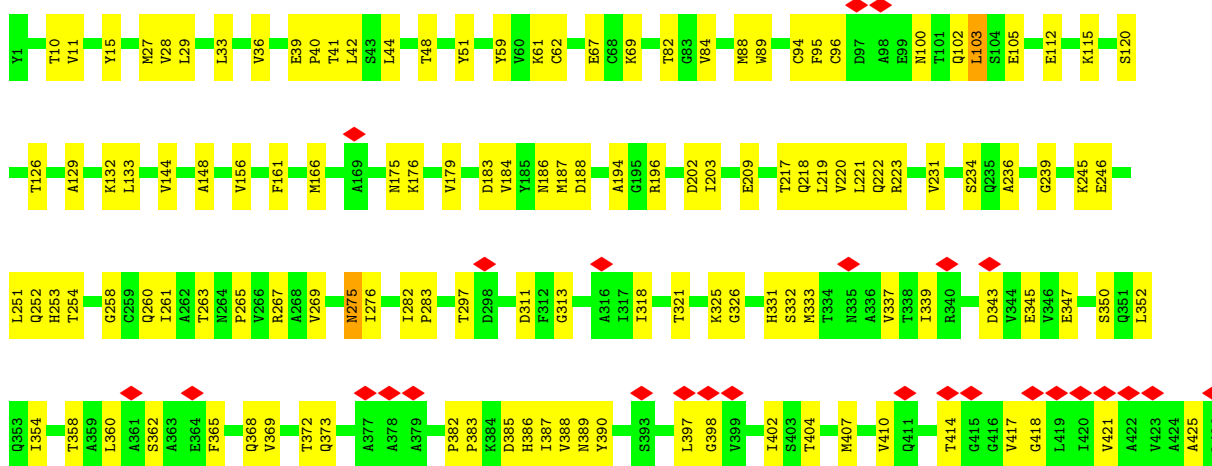 Y1 T10 V11 Y15 M27 V28 L29 L33 V36 E39 P40 T41 L42 S43 L44 T48 Y51 Y59 V60 K61 C62 E67 C68 K69 T82 G83 V84 M88 W89 C94 F95 C96 D97 A98 E99 N100 T101 Q102 L103 S104 E105 E112 K115 S120
T126 A129 K132 L133 V144 A148 V156 F161 M166 A169 N175 K176 V179 D183 V184 Y185 N186 M187 D188 A194 G195 R196 D202 I203 E209 T217 Q218 L219 V220 L221 Q222 R223 V231 S234 Q235 A236 G239 K245 E246
L251 Q252 H253 T254 G258 C259 Q260 I261 A262 T263 N264 P265 V266 R267 A268 V269 N275 I276 I282 P283 T297 D298 D311 F312 G313 A316 I317 I318 T321 K325 G326 H331 S332 M333 T334 N335 A336 V337 T338 I339 R340 D343 V344 E345 V346 E347 S350 Q351 L352
Q353 I354 T358 A359 L360 A361 S362 A363 E364 F365 Q368 V369 T372 Q373 A377 A378 A379 P382 P383 K384 D385 H386 I387 V388 N389 Y390 S393 L397 G398 V399 I402 S403 T404 M407 V410 Q411 T414 G415 G416 V417 G418 L419 I420 V421 A422 V423 A424 A425